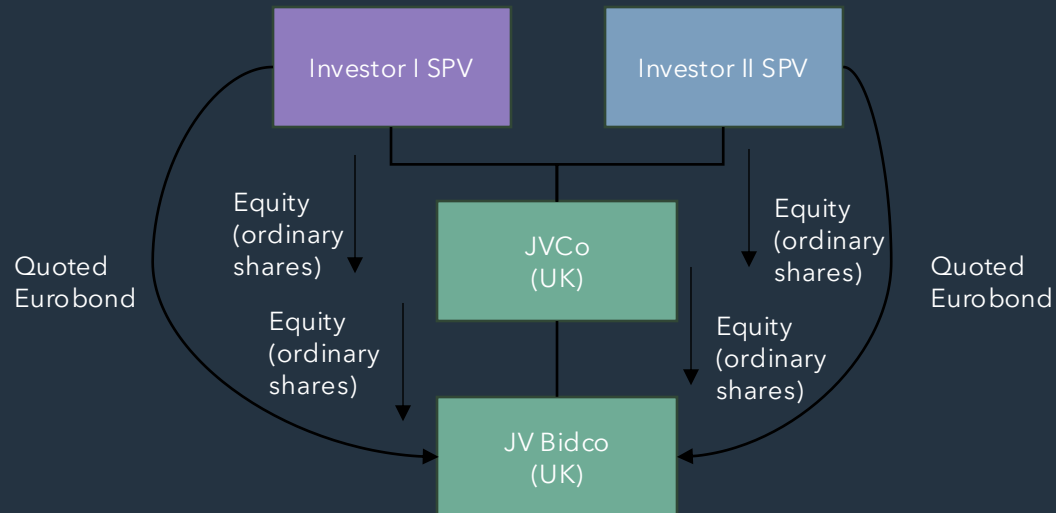 Investor I SPV
Investor II SPV
Equity
(ordinary
shares)
Equity
(ordinary
shares)
JVCo
(UK)
Quoted
Eurobond
Quoted
Eurobond
Equity
(ordinary
shares)
Equity
(ordinary
shares)
JV Bidco
(UK)